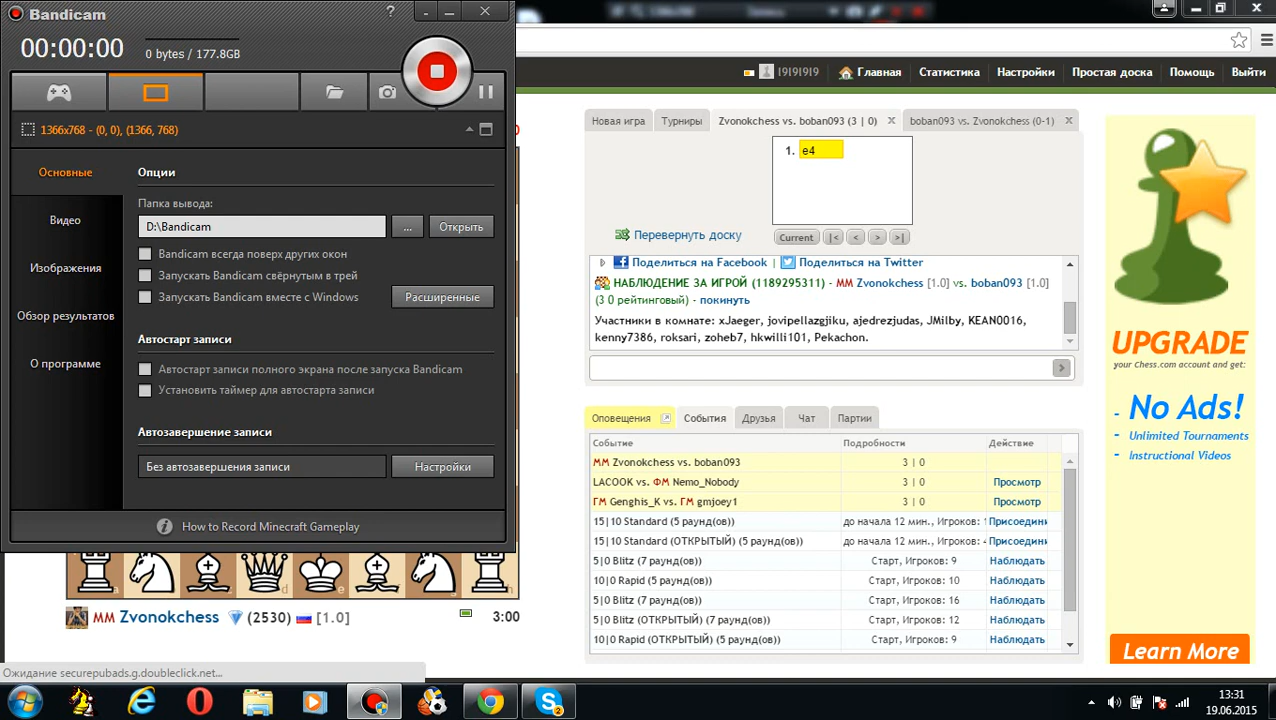 Bandicam
?
00:00:00
0 bytes / 177.8GB
1366x768 - (0, 0), (1366, 768)
Основные
Видео
Изображения
Обзор результатов
О программе
Опции
Папка вывода:
D:\Bandicam
...
Открыть
Bandicam всегда поверх других окон
Запускать Bandicam свёрнутым в трей
Запускать Bandicam вместе с Windows
Расширенные
Автостарт записи
Автостарт записи полного экрана после запуска Bandicam
Установить таймер для автостарта записи
Автозавершение записи
Без автозавершения записи
Настройки
How to Record Minecraft Gameplay
a b c d e f g h
ММ Zvonokchess (2530) [1.0] 3:00
Ожидание securepubads.g.doubleclick.net...
19191919 Главная Статистика Настройки Простая доска Помощь Выйти
Новая игра Турниры Zvonokchess vs. boban093 (3 | 0) boban093 vs. Zvonokchess (0-1)
1. e4
Перевернуть доску
Current |< < > >|
Поделиться на Facebook | Поделиться на Twitter
НАБЛЮДЕНИЕ ЗА ИГРОЙ (1189295311) - ММ Zvonokchess [1.0] vs. boban093 [1.0]
(3 0 рейтинговый) - покинуть
Участники в комнате: xJaeger, jovipellazgjiku, ajedrezjudas, JMilby, KEAN0016,
kenny7386, roksari, zoheb7, hkwilli101, Pekachon.
Оповещения События Друзья Чат Партии
Событие Подробности Действие
ММ Zvonokchess vs. boban093 3 | 0
LACOOK vs. ФМ Nemo_Nobody 3 | 0 Просмотр
ГМ Genghis_K vs. ГМ gmjoey1 3 | 0 Просмотр
15|10 Standard (5 раунд(ов)) до начала 12 мин., Игроков: Присоедини
15|10 Standard (ОТКРЫТЫЙ) (5 раунд(ов)) до начала 12 мин., Игроков: Присоедини
5|0 Blitz (7 раунд(ов)) Старт, Игроков: 9 Наблюдать
10|0 Rapid (5 раунд(ов)) Старт, Игроков: 10 Наблюдать
5|0 Blitz (7 раунд(ов)) Старт, Игроков: 16 Наблюдать
5|0 Blitz (ОТКРЫТЫЙ) (7 раунд(ов)) Старт, Игроков: 12 Наблюдать
10|0 Rapid (ОТКРЫТЫЙ) (5 раунд(ов)) Старт, Игроков: 9 Наблюдать
UPGRADE
your Chess.com account and get:
- No Ads!
- Unlimited Tournaments
- Instructional Videos
Learn More
13:31
19.06.2015